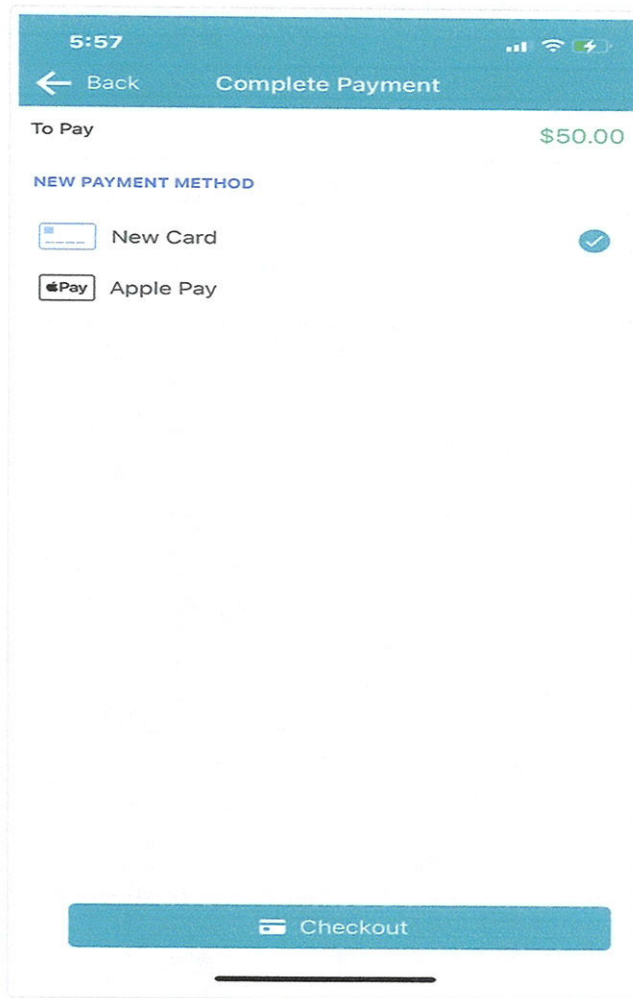 5:57
Back
Complete Payment
To Pay
$50.00
NEW PAYMENT METHOD
New Card
Pay
Apple Pay
Checkout